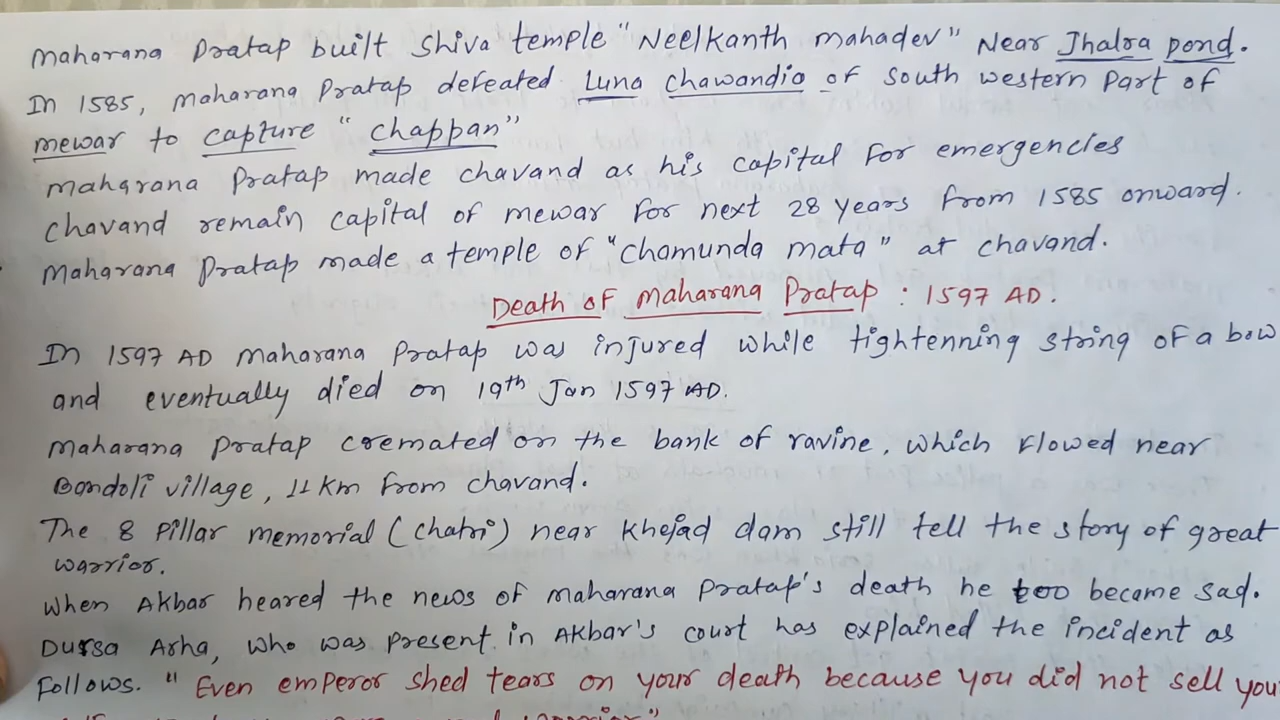 Maharana Pratap built Shiva temple "Neelkanth mahadev" Near Jhalra pond.
In 1585, Maharana Pratap defeated Luna Chawandia of South western part of
mewar to capture "chappan"
Maharana Pratap made chavand as his capital for emergencies
chavand remain capital of mewar for next 28 years from 1585 onward.
Maharana Pratap made a temple of "Chamunda mata" at chavand.
Death of Maharana Pratap : 1597 AD.
In 1597 AD Maharana Pratap was injured while tightenning string of a bow
and eventually died on 19th Jan 1597 AD.
Maharana Pratap cremated on the bank of ravine, which flowed near
Bandoli village, 11 km from chavand.
The 8 Pillar memorial (chatri) near Khejad dam still tell the story of great
warrior.
When Akbar heared the news of maharana Pratap's death he too became sad.
Dursa Arha, who was present in Akbar's court has explained the incident as
follows. "Even emperor shed tears on your death because you did not sell you